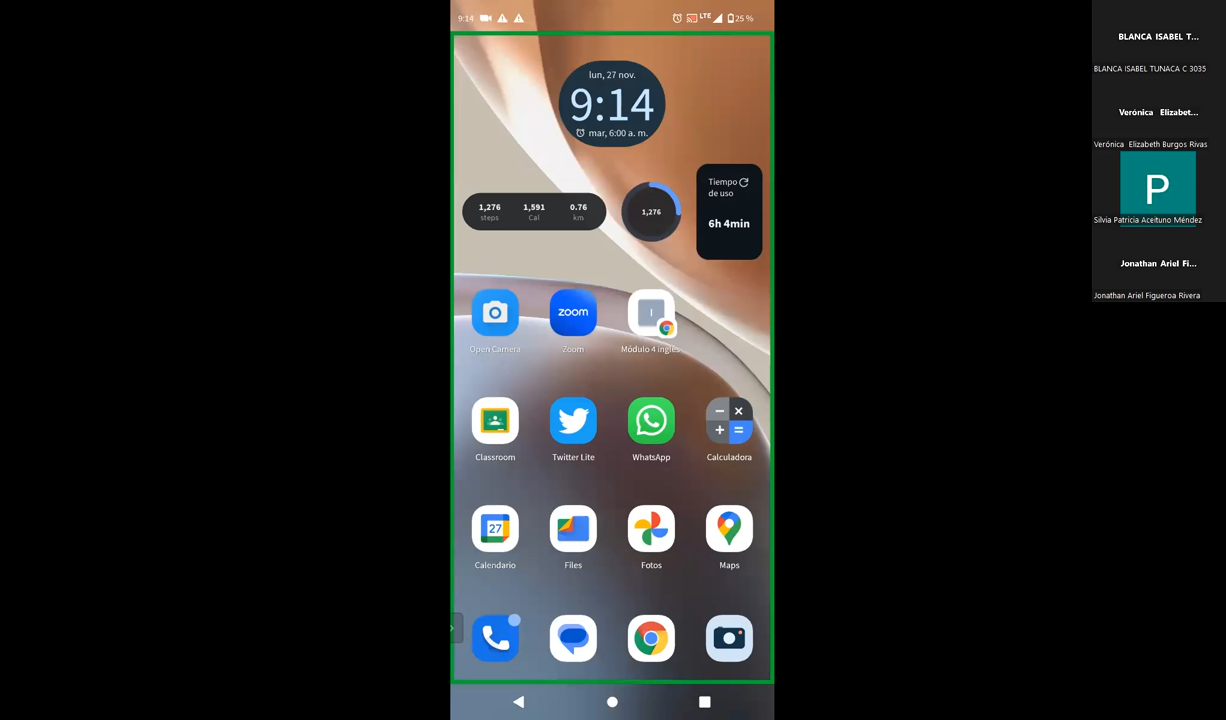 9:14
LTE
25 %
lun, 27 nov.
9:14
mar, 6:00 a. m.
1,276
steps
1,591
Cal
0.76
km
1,276
Tiempo
de uso
6h 4min
Open Camera
zoom
Zoom
I
Módulo 4 ingles
Classroom
Twitter Lite
WhatsApp
Calculadora
27
Calendario
Files
Fotos
Maps
BLANCA ISABEL T...
BLANCA ISABEL TUNACA C 3035
Verónica Elizabet...
Verónica Elizabeth Burgos Rivas
P
Silvia Patricia Aceituno Méndez
Jonathan Ariel Fi...
Jonathan Ariel Figueroa Rivera